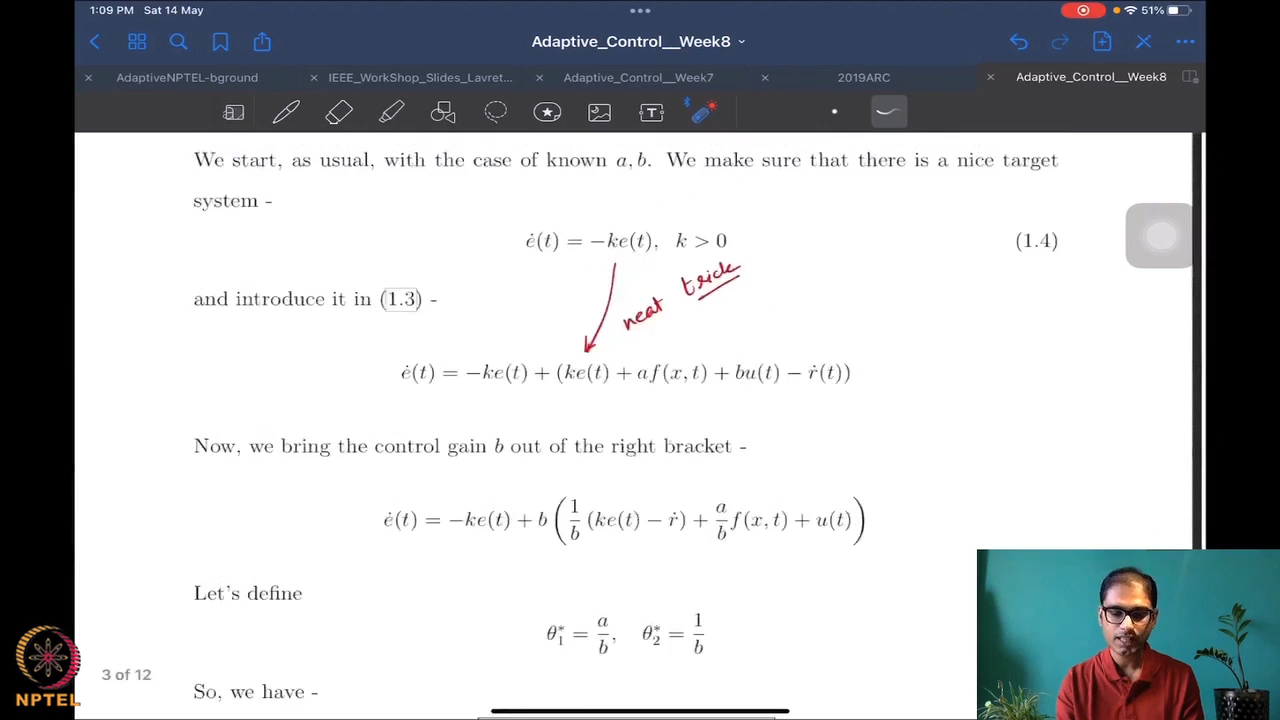 1:09 PM Sat 14 May
51%
Adaptive_Control__Week8
AdaptiveNPTEL-bground
IEEE_WorkShop_Slides_Lavret...
Adaptive_Control__Week7
2019ARC
Adaptive_Control__Week8
We start, as usual, with the case of known a, b. We make sure that there is a nice target
system -
ė(t) = −ke(t), k > 0 (1.4)
and introduce it in (1.3) -
neat trick
ė(t) = −ke(t) + (ke(t) + af(x, t) + bu(t) − ṙ(t))
Now, we bring the control gain b out of the right bracket -
ė(t) = −ke(t) + b (1/b (ke(t) − ṙ) + a/b f(x, t) + u(t))
Let's define
θ₁* = a/b, θ₂* = 1/b
3 of 12
So, we have -
NPTEL